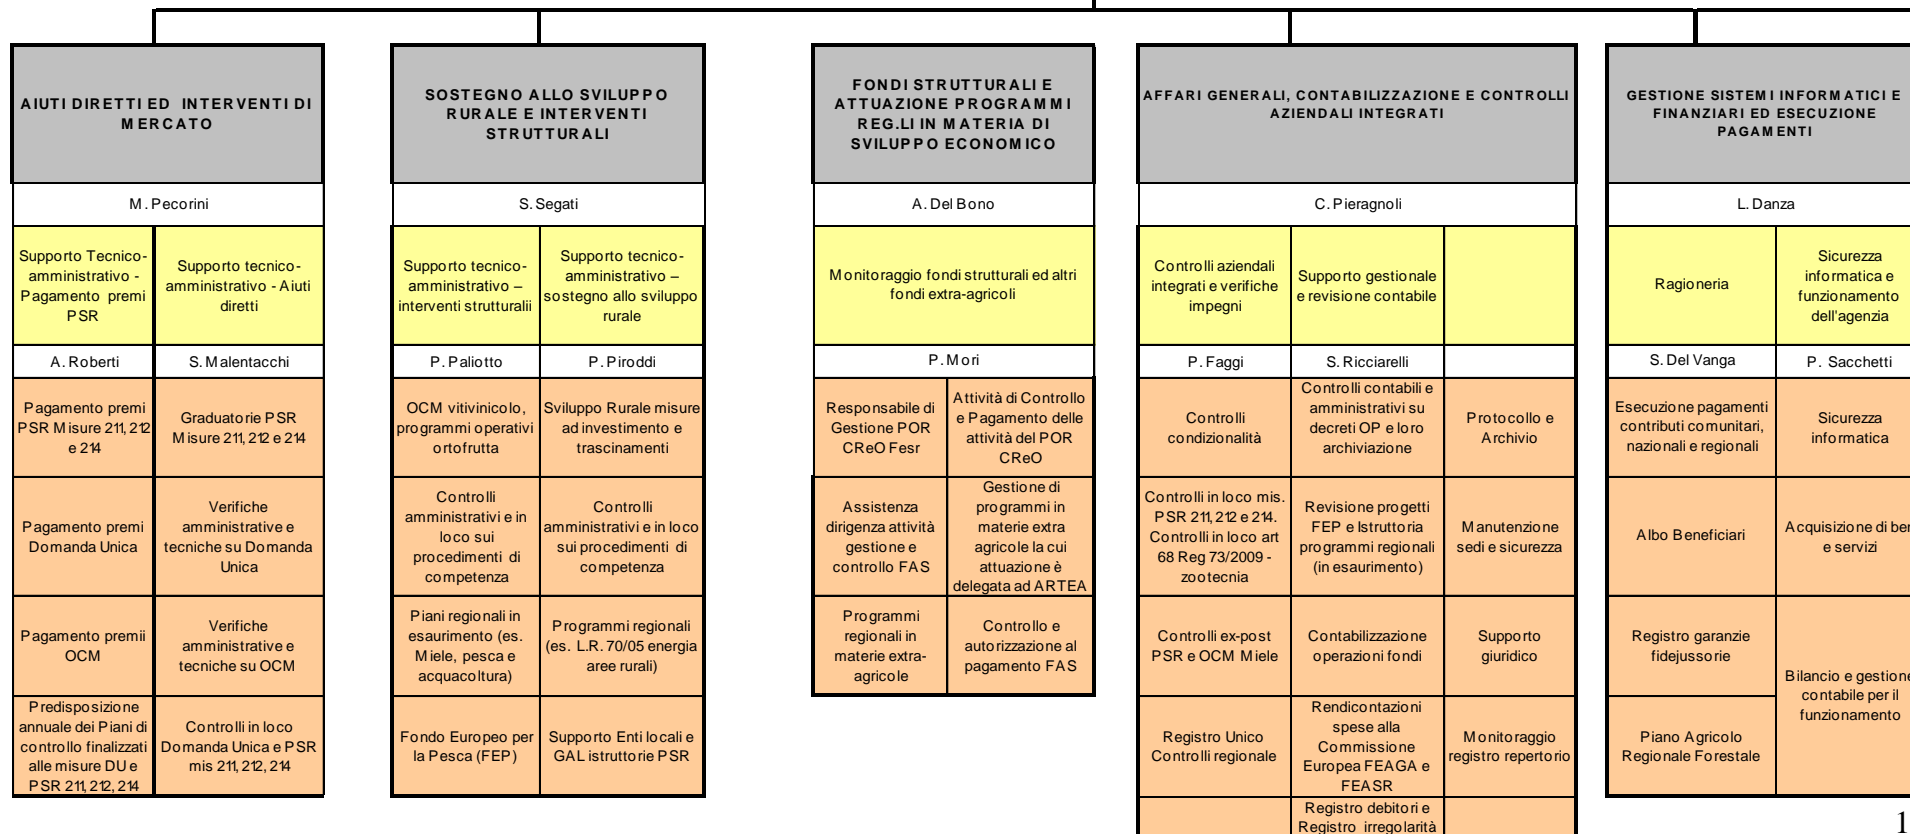 AIUTI DIRETTI ED INTERVENTI DI
MERCATO
M. Pecorini
Supporto Tecnico-
amministrativo -
Pagamento premi
PSR
Supporto tecnico-
amministrativo - Aiuti
diretti
A. Roberti
S. Malentacchi
Pagamento premi
PSR Misure 211, 212
e 214
Graduatorie PSR
Misure 211, 212 e 214
Pagamento premi
Domanda Unica
Verifiche
amministrative e
tecniche su Domanda
Unica
Pagamento premii
OCM
Verifiche
amministrative e
tecniche su OCM
Predisposizione
annuale dei Piani di
controllo finalizzati
alle misure DU e
PSR 211, 212, 214
Controlli in loco
Domanda Unica e PSR
mis 211, 212, 214
SOSTEGNO ALLO SVILUPPO
RURALE E INTERVENTI
STRUTTURALI
S. Segati
Supporto tecnico-
amministrativo –
interventi strutturalii
Supporto tecnico-
amministrativo –
sostegno allo sviluppo
rurale
P. Paliotto
P. Piroddi
OCM vitivinicolo,
programmi operativi
ortofrutta
Sviluppo Rurale misure
ad investimento e
trascinamenti
Controlli
amministrativi e in
loco sui
procedimenti di
competenza
Controlli
amministrativi e in loco
sui procedimenti di
competenza
Piani regionali in
esaurimento (es.
Miele, pesca e
acquacoltura)
Programmi regionali
(es. L.R. 70/05 energia
aree rurali)
Fondo Europeo per
la Pesca (FEP)
Supporto Enti locali e
GAL istruttorie PSR
FONDI STRUTTURALI E
ATTUAZIONE PROGRAMMI
REG.LI IN MATERIA DI
SVILUPPO ECONOMICO
A. Del Bono
Monitoraggio fondi strutturali ed altri
fondi extra-agricoli
P. Mori
Responsabile di
Gestione POR
CReO Fesr
Attività di Controllo
e Pagamento delle
attività del POR
CReO
Assistenza
dirigenza attività
gestione e
controllo FAS
Gestione di
programmi in
materie extra
agricole la cui
attuazione è
delegata ad ARTEA
Programmi
regionali in
materie extra-
agricole
Controllo e
autorizzazione al
pagamento FAS
AFFARI GENERALI, CONTABILIZZAZIONE E CONTROLLI
AZIENDALI INTEGRATI
C. Pieragnoli
Controlli aziendali
integrati e verifiche
impegni
Supporto gestionale
e revisione contabile
P. Faggi
S. Ricciarelli
Controlli
condizionalità
Controlli contabili e
amministrativi su
decreti OP e loro
archiviazione
Protocollo e
Archivio
Controlli in loco mis.
PSR 211, 212 e 214.
Controlli in loco art
68 Reg 73/2009 -
zootecnia
Revisione progetti
FEP e Istruttoria
programmi regionali
(in esaurimento)
Manutenzione
sedi e sicurezza
Controlli ex-post
PSR e OCM Miele
Contabilizzazione
operazioni fondi
Supporto
giuridico
Registro Unico
Controlli regionale
Rendicontazioni
spese alla
Commissione
Europea FEAGA e
FEASR
Monitoraggio
registro repertorio
Registro debitori e
Registro irregolarità
GESTIONE SISTEMI INFORMATICI E
FINANZIARI ED ESECUZIONE
PAGAMENTI
L. Danza
Ragioneria
Sicurezza
informatica e
funzionamento
dell'agenzia
S. Del Vanga
P. Sacchetti
Esecuzione pagamenti
contributi comunitari,
nazionali e regionali
Sicurezza
informatica
Albo Beneficiari
Acquisizione di ben
e servizi
Registro garanzie
fidejussorie
Bilancio e gestione
contabile per il
funzionamento
Piano Agricolo
Regionale Forestale
1